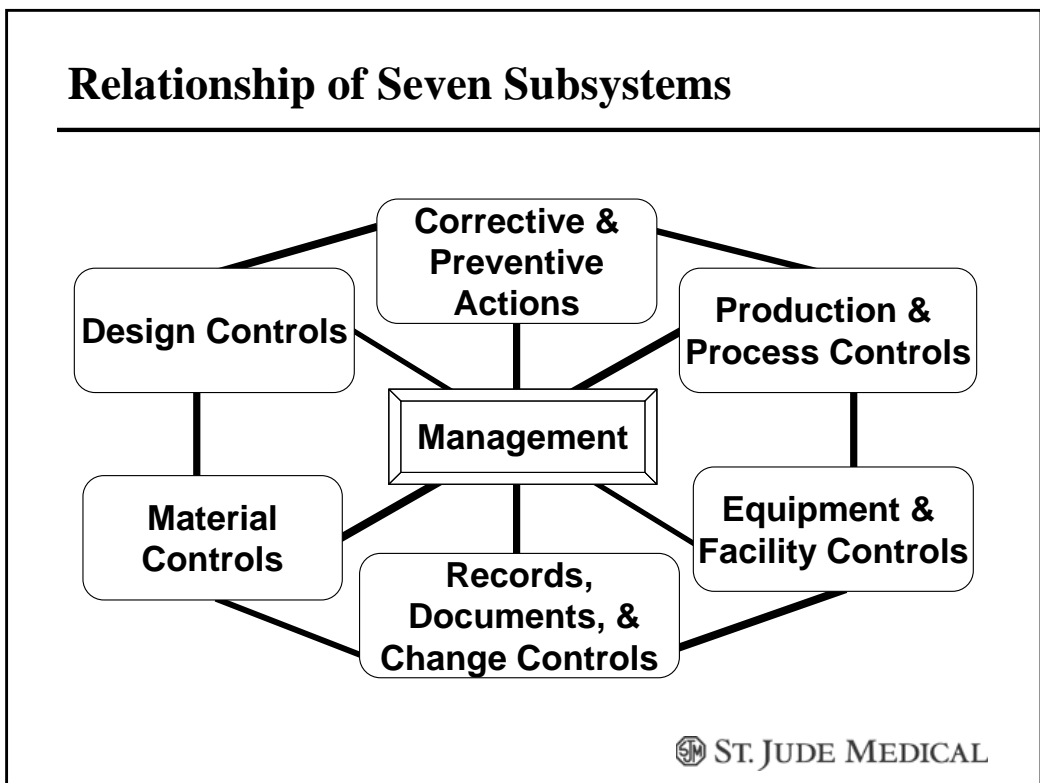 Relationship of Seven Subsystems
Corrective &
Preventive
Actions
Design Controls
Production &
Process Controls
Management
Material
Controls
Equipment &
Facility Controls
Records,
Documents, &
Change Controls
SJM ST. JUDE MEDICAL